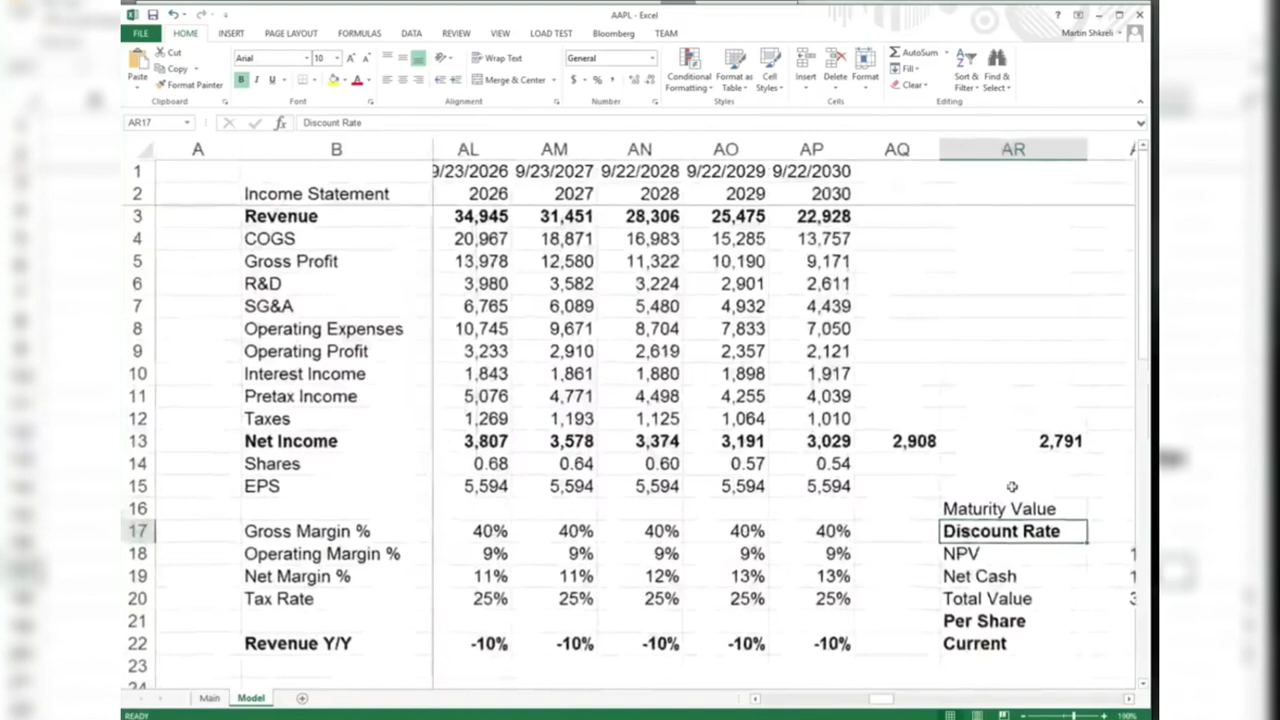 AAPL - Excel
FILE HOME INSERT PAGE LAYOUT FORMULAS DATA REVIEW VIEW LOAD TEST Bloomberg TEAM Martin Shkreli
Cut Arial 10 Wrap Text General AutoSum
Copy Fill
Paste Format Painter B I U Merge & Center $ % Conditional Formatting Format as Table Cell Styles Insert Delete Format Clear Sort & Filter Find & Select
Clipboard Font Alignment Number Styles Cells Editing
AR17 fx Discount Rate
A B AL AM AN AO AP AQ AR
1 9/23/2026 9/23/2027 9/22/2028 9/22/2029 9/22/2030
2 Income Statement 2026 2027 2028 2029 2030
3 Revenue 34,945 31,451 28,306 25,475 22,928
4 COGS 20,967 18,871 16,983 15,285 13,757
5 Gross Profit 13,978 12,580 11,322 10,190 9,171
6 R&D 3,980 3,582 3,224 2,901 2,611
7 SG&A 6,765 6,089 5,480 4,932 4,439
8 Operating Expenses 10,745 9,671 8,704 7,833 7,050
9 Operating Profit 3,233 2,910 2,619 2,357 2,121
10 Interest Income 1,843 1,861 1,880 1,898 1,917
11 Pretax Income 5,076 4,771 4,498 4,255 4,039
12 Taxes 1,269 1,193 1,125 1,064 1,010
13 Net Income 3,807 3,578 3,374 3,191 3,029 2,908 2,791
14 Shares 0.68 0.64 0.60 0.57 0.54
15 EPS 5,594 5,594 5,594 5,594 5,594
16 Maturity Value
17 Gross Margin % 40% 40% 40% 40% 40% Discount Rate
18 Operating Margin % 9% 9% 9% 9% 9% NPV 1
19 Net Margin % 11% 11% 12% 13% 13% Net Cash 1
20 Tax Rate 25% 25% 25% 25% 25% Total Value 3
21 Per Share
22 Revenue Y/Y -10% -10% -10% -10% -10% Current
23
Main Model
READY 190%